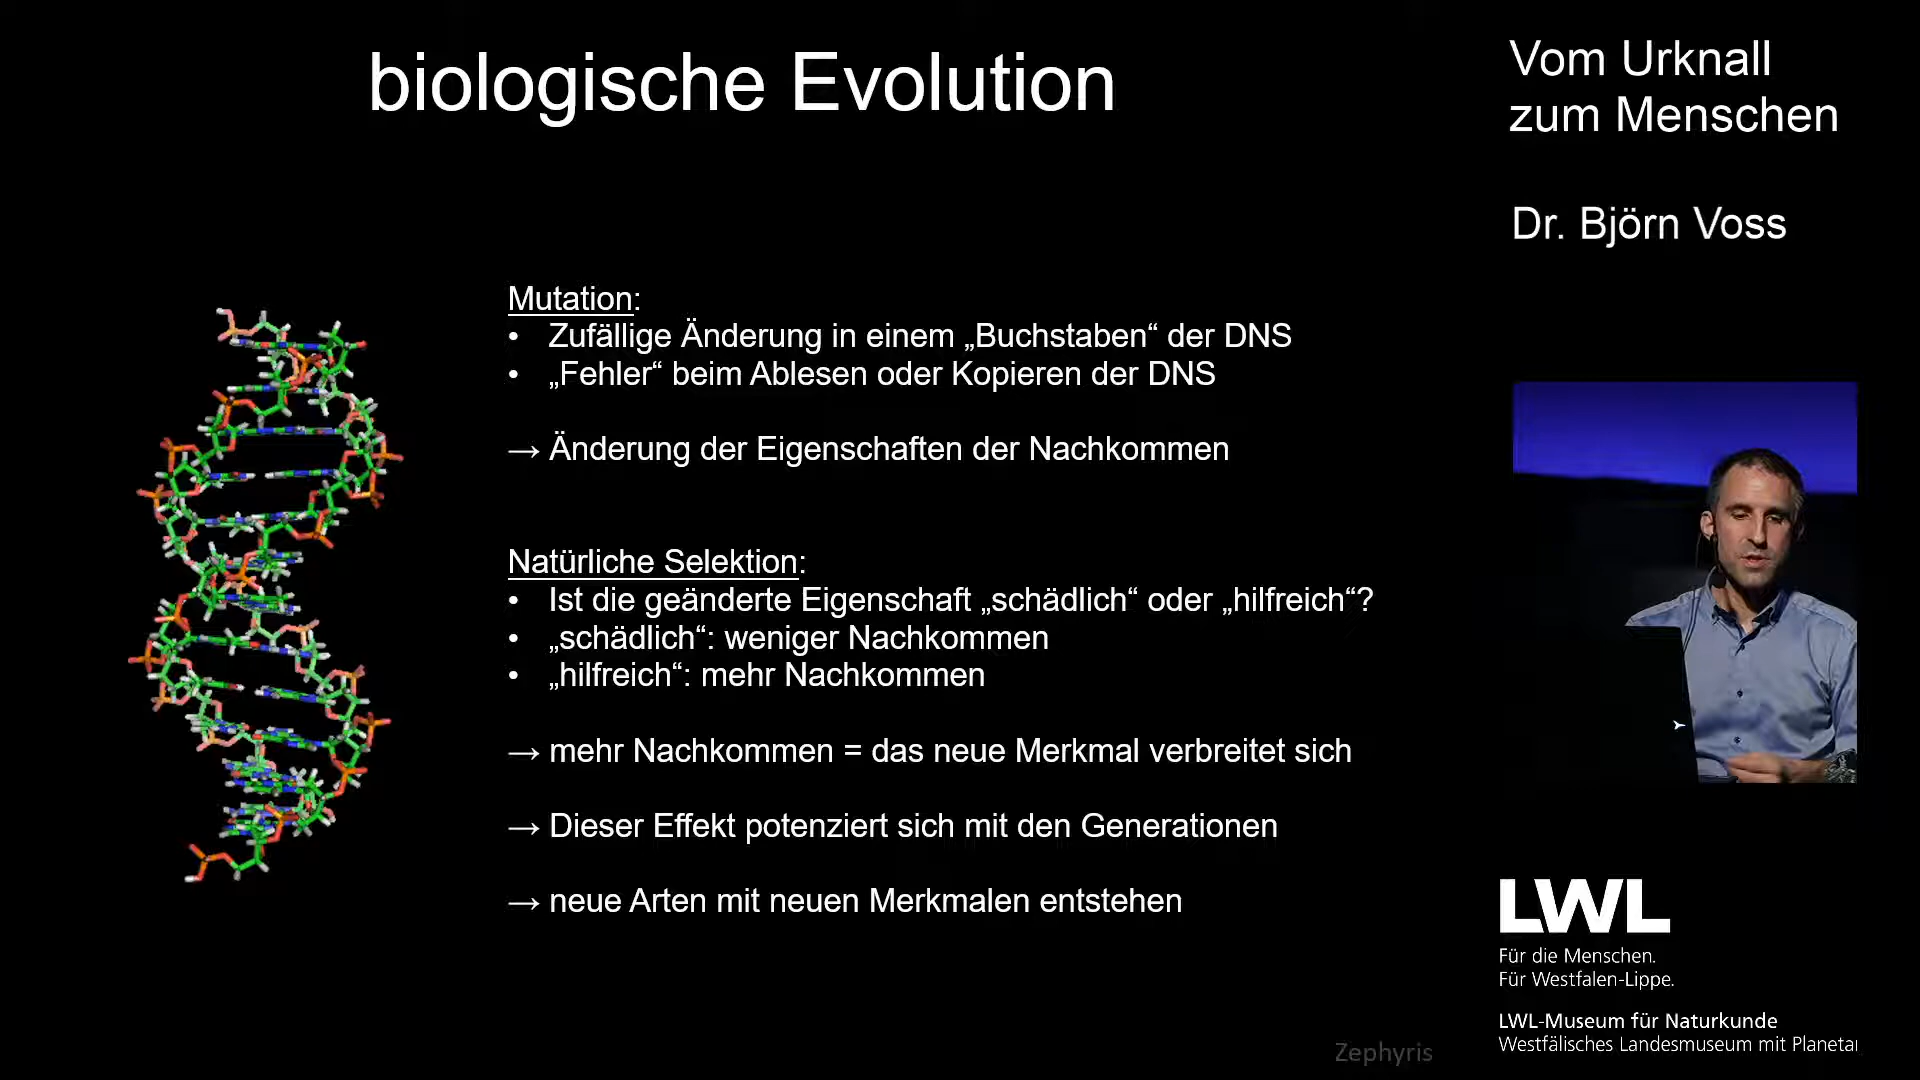 biologische Evolution
Vom Urknall
zum Menschen
Dr. Björn Voss
Mutation:
• Zufällige Änderung in einem „Buchstaben“ der DNS
• „Fehler“ beim Ablesen oder Kopieren der DNS
→ Änderung der Eigenschaften der Nachkommen
Natürliche Selektion:
• Ist die geänderte Eigenschaft „schädlich“ oder „hilfreich“?
• „schädlich“: weniger Nachkommen
• „hilfreich“: mehr Nachkommen
→ mehr Nachkommen = das neue Merkmal verbreitet sich
→ Dieser Effekt potenziert sich mit den Generationen
→ neue Arten mit neuen Merkmalen entstehen
LWL
Für die Menschen.
Für Westfalen-Lippe.
LWL-Museum für Naturkunde
Westfälisches Landesmuseum mit Planeta
Zephyris